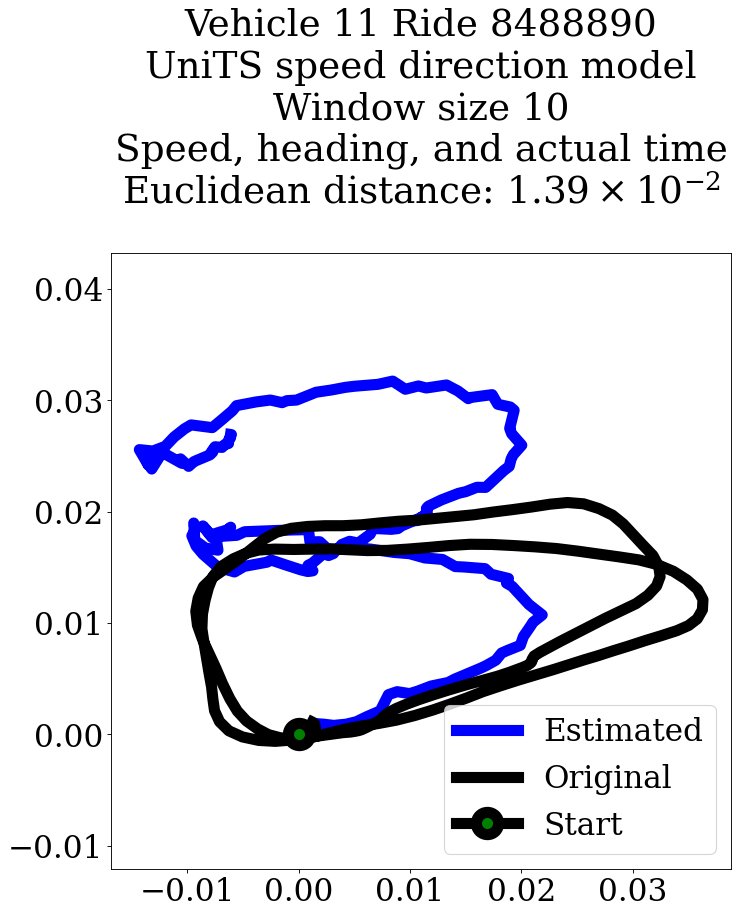 Vehicle 11 Ride 8488890
UniTS speed direction model
Window size 10
Speed, heading, and actual time
Euclidean distance: 1.39 × 10⁻²
0.04
0.03
0.02
0.01
0.00
−0.01
Estimated
Original
Start
−0.01 0.00 0.01 0.02 0.03